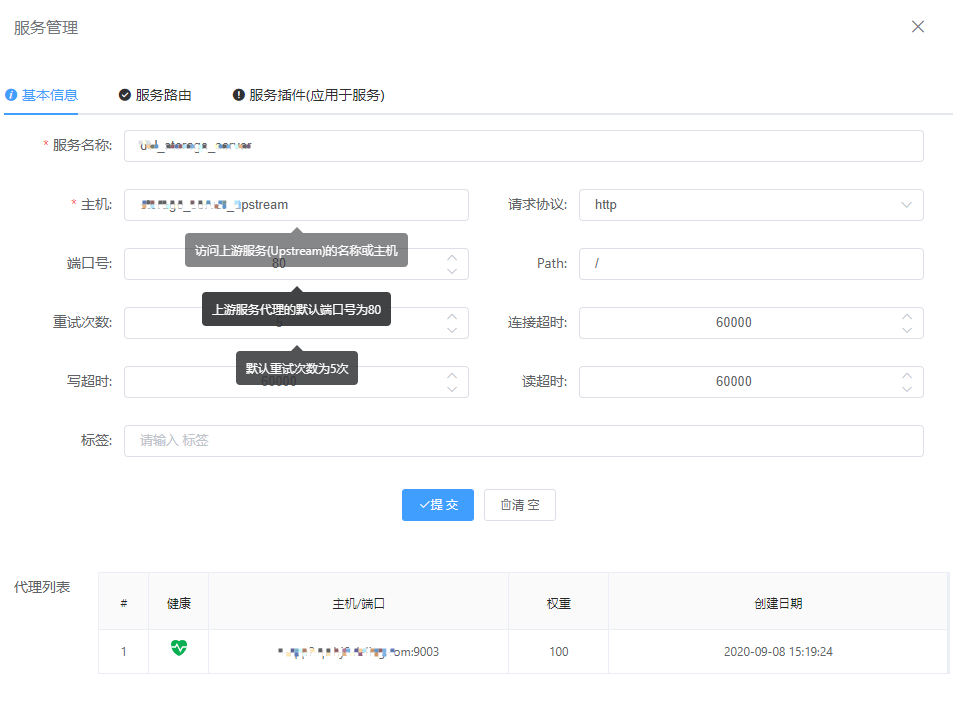 服务管理
基本信息 服务路由 服务插件(应用于服务)
* 服务名称:
* 主机: 请求协议: http
访问上游服务(Upstream)的名称或主机
端口号: 80 Path: /
上游服务代理的默认端口号为80
重试次数: 连接超时: 60000
默认重试次数为5次
写超时: 60000 读超时: 60000
标签: 请输入 标签
提 交 清 空
代理列表
# 健康 主机/端口 权重 创建日期
1 om:9003 100 2020-09-08 15:19:24